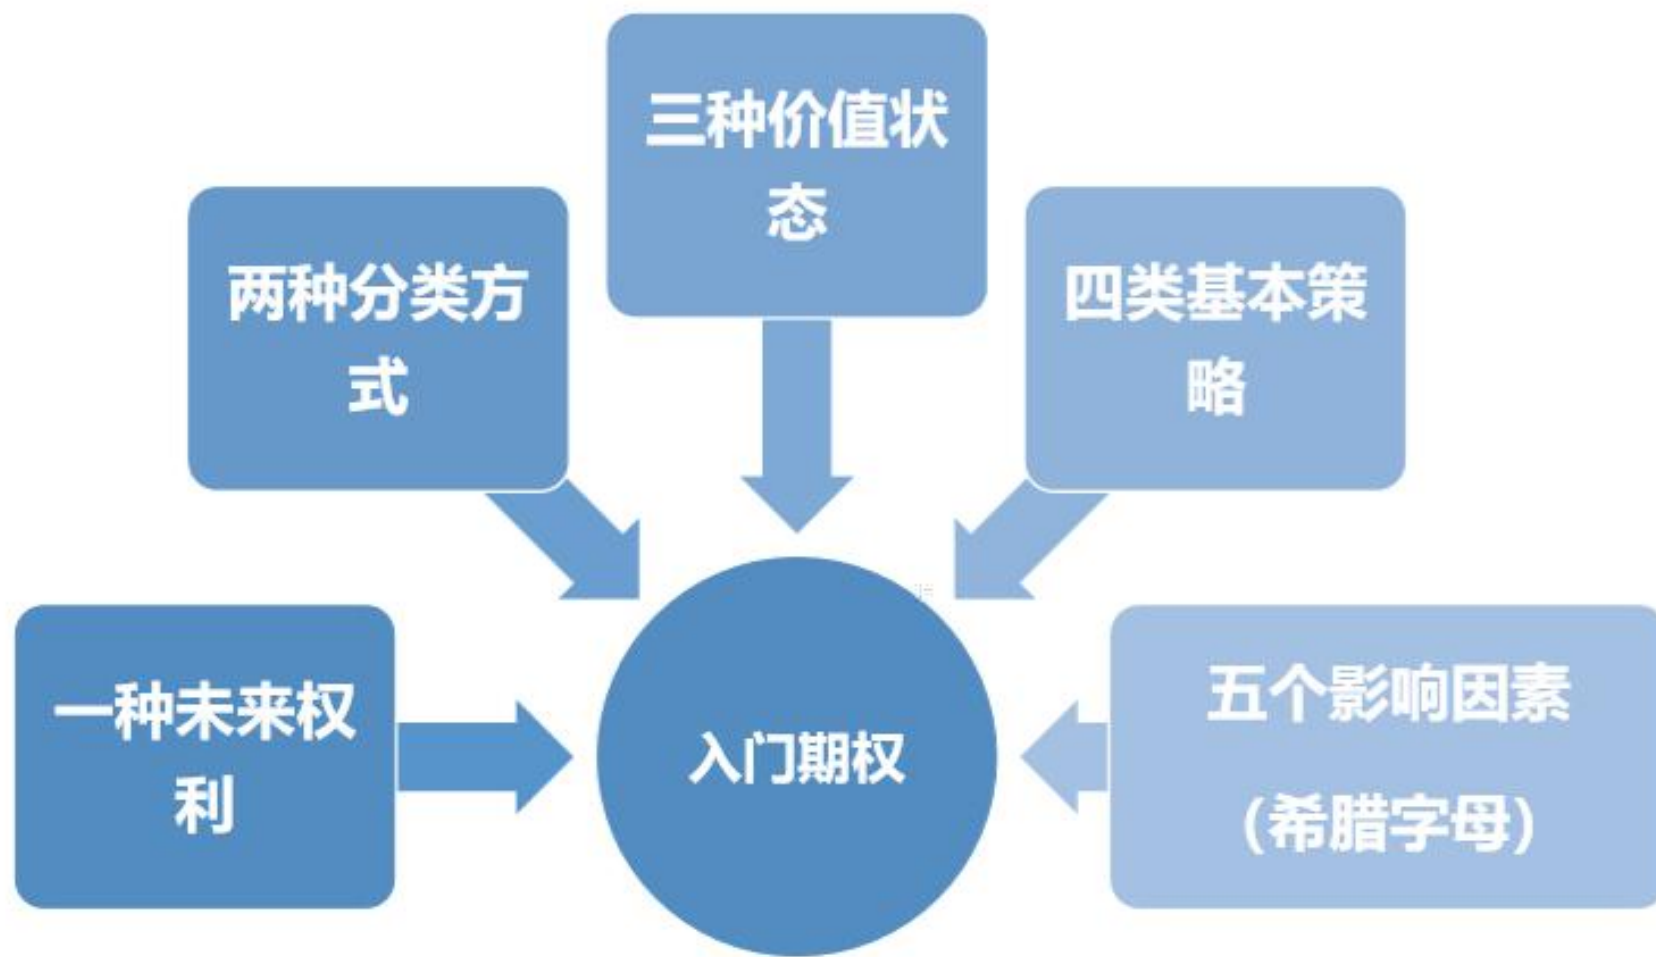 三种价值状
态
两种分类方
式
四类基本策
略
一种未来权
利
入门期权
五个影响因素
(希腊字母)